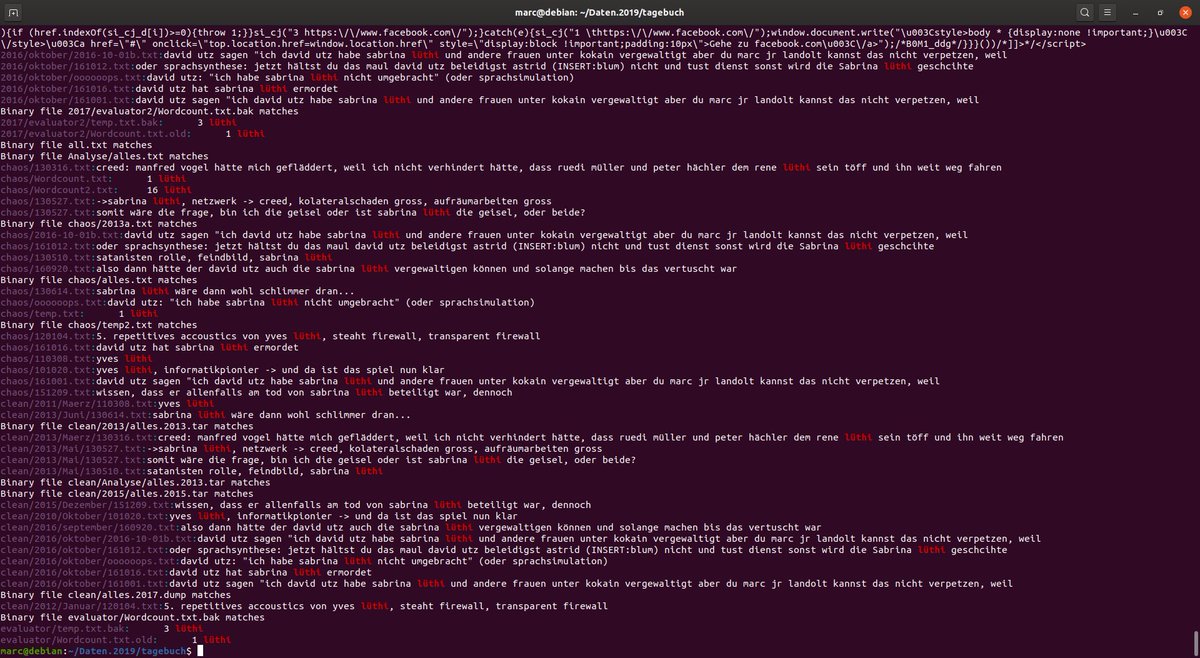 marc@debian: ~/Daten.2019/tagebuch
){if (href.indexOf(si_cj_d[i])>=0){throw 1;}}si_cj("3 https:\/\/www.facebook.com\/");}catch(e){si_cj("1 \thttps:\/\/www.facebook.com\/");window.document.write("\u003Cstyle>body * {display:none !important;}\u003C
\/style>\u003Ca href=\"#\" onclick=\"top.location.href=window.location.href\" style=\"display:block !important;padding:10px\">Gehe zu facebook.com\u003C\/a>");/*B0M1_ddg*/}}}())/*]]>*/</script>
2016/oktober/2016-10-01b.txt:david utz sagen "ich david utz habe sabrina lüthi und andere frauen unter kokain vergewaltigt aber du marc jr landolt kannst das nicht verpetzen, weil
2016/oktober/161012.txt:oder sprachsynthese: jetzt hältst du das maul david utz beleidigst astrid (INSERT:blum) nicht und tust dienst sonst wird die Sabrina lüthi geschcihte
2016/oktober/oooooops.txt:david utz: "ich habe sabrina lüthi nicht umgebracht" (oder sprachsimulation)
2016/oktober/161016.txt:david utz hat sabrina lüthi ermordet
2016/oktober/161001.txt:david utz sagen "ich david utz habe sabrina lüthi und andere frauen unter kokain vergewaltigt aber du marc jr landolt kannst das nicht verpetzen, weil
Binary file 2017/evaluator2/Wordcount.txt.bak matches
2017/evaluator2/temp.txt.bak:      3 lüthi
2017/evaluator2/Wordcount.txt.old:      1 lüthi
Binary file all.txt matches
Binary file Analyse/alles.txt matches
chaos/130316.txt:creed: manfred vogel hätte mich gefläddert, weil ich nicht verhindert hätte, dass ruedi müller und peter hächler dem rene lüthi sein töff und ihn weit weg fahren
chaos/Wordcount.txt:      1 lüthi
chaos/Wordcount2.txt:     16 lüthi
chaos/130527.txt:->sabrina lüthi, netzwerk -> creed, kolateralschaden gross, aufräumarbeiten gross
chaos/130527.txt:somit wäre die frage, bin ich die geisel oder ist sabrina lüthi die geisel, oder beide?
Binary file chaos/2013a.txt matches
chaos/2016-10-01b.txt:david utz sagen "ich david utz habe sabrina lüthi und andere frauen unter kokain vergewaltigt aber du marc jr landolt kannst das nicht verpetzen, weil
chaos/161012.txt:oder sprachsynthese: jetzt hältst du das maul david utz beleidigst astrid (INSERT:blum) nicht und tust dienst sonst wird die Sabrina lüthi geschcihte
chaos/130510.txt:satanisten rolle, feindbild, sabrina lüthi
chaos/160920.txt:also dann hätte der david utz auch die sabrina lüthi vergewaltigen können und solange machen bis das vertuscht war
Binary file chaos/alles.txt matches
chaos/130614.txt:sabrina lüthi wäre dann wohl schlimmer dran...
chaos/oooooops.txt:david utz: "ich habe sabrina lüthi nicht umgebracht" (oder sprachsimulation)
chaos/temp.txt:      1 lüthi
Binary file chaos/temp2.txt matches
chaos/120104.txt:5. repetitives accoustics von yves lüthi, steaht firewall, transparent firewall
chaos/161016.txt:david utz hat sabrina lüthi ermordet
chaos/110308.txt:yves lüthi
chaos/101020.txt:yves lüthi, informatikpionier -> und da ist das spiel nun klar
chaos/161001.txt:david utz sagen "ich david utz habe sabrina lüthi und andere frauen unter kokain vergewaltigt aber du marc jr landolt kannst das nicht verpetzen, weil
chaos/151209.txt:wissen, dass er allenfalls am tod von sabrina lüthi beteiligt war, dennoch
clean/2011/Maerz/110308.txt:yves lüthi
clean/2013/Juni/130614.txt:sabrina lüthi wäre dann wohl schlimmer dran...
Binary file clean/2013/alles.2013.tar matches
clean/2013/Maerz/130316.txt:creed: manfred vogel hätte mich gefläddert, weil ich nicht verhindert hätte, dass ruedi müller und peter hächler dem rene lüthi sein töff und ihn weit weg fahren
clean/2013/Mai/130527.txt:->sabrina lüthi, netzwerk -> creed, kolateralschaden gross, aufräumarbeiten gross
clean/2013/Mai/130527.txt:somit wäre die frage, bin ich die geisel oder ist sabrina lüthi die geisel, oder beide?
clean/2013/Mai/130510.txt:satanisten rolle, feindbild, sabrina lüthi
Binary file clean/Analyse/alles.2013.tar matches
Binary file clean/2015/alles.2015.tar matches
clean/2015/Dezember/151209.txt:wissen, dass er allenfalls am tod von sabrina lüthi beteiligt war, dennoch
clean/2010/Oktober/101020.txt:yves lüthi, informatikpionier -> und da ist das spiel nun klar
clean/2016/september/160920.txt:also dann hätte der david utz auch die sabrina lüthi vergewaltigen können und solange machen bis das vertuscht war
clean/2016/oktober/2016-10-01b.txt:david utz sagen "ich david utz habe sabrina lüthi und andere frauen unter kokain vergewaltigt aber du marc jr landolt kannst das nicht verpetzen, weil
clean/2016/oktober/161012.txt:oder sprachsynthese: jetzt hältst du das maul david utz beleidigst astrid (INSERT:blum) nicht und tust dienst sonst wird die Sabrina lüthi geschcihte
clean/2016/oktober/oooooops.txt:david utz: "ich habe sabrina lüthi nicht umgebracht" (oder sprachsimulation)
clean/2016/oktober/161016.txt:david utz hat sabrina lüthi ermordet
clean/2016/oktober/161001.txt:david utz sagen "ich david utz habe sabrina lüthi und andere frauen unter kokain vergewaltigt aber du marc jr landolt kannst das nicht verpetzen, weil
Binary file clean/alles.2017.dump matches
clean/2012/Januar/120104.txt:5. repetitives accoustics von yves lüthi, steaht firewall, transparent firewall
Binary file evaluator/Wordcount.txt.bak matches
evaluator/temp.txt.bak:      3 lüthi
evaluator/Wordcount.txt.old:      1 lüthi
marc@debian:~/Daten.2019/tagebuch$